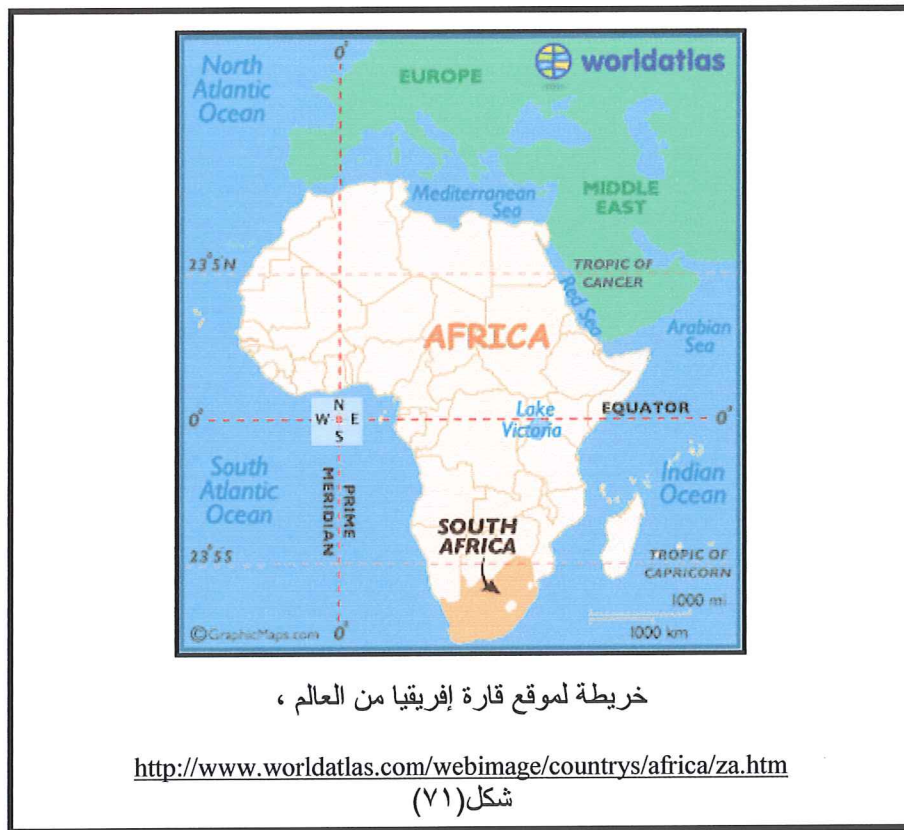 0°
worldatlas
North
Atlantic
Ocean
EUROPE
Mediterranean
Sea
MIDDLE
EAST
23°5N
TROPIC OF
CANCER
Red Sea
Arabian
Sea
AFRICA
N
W E
S
0°
Lake
Victoria
EQUATOR
0°
South
Atlantic
Ocean
PRIME
MERIDIAN
Indian
Ocean
SOUTH
AFRICA
23°5S
TROPIC OF
CAPRICORN
1000 mi
1000 km
©GraphicMaps.com
0°
خريطة لموقع قارة إفريقيا من العالم ،
http://www.worldatlas.com/webimage/countrys/africa/za.htm
شكل(٧١)